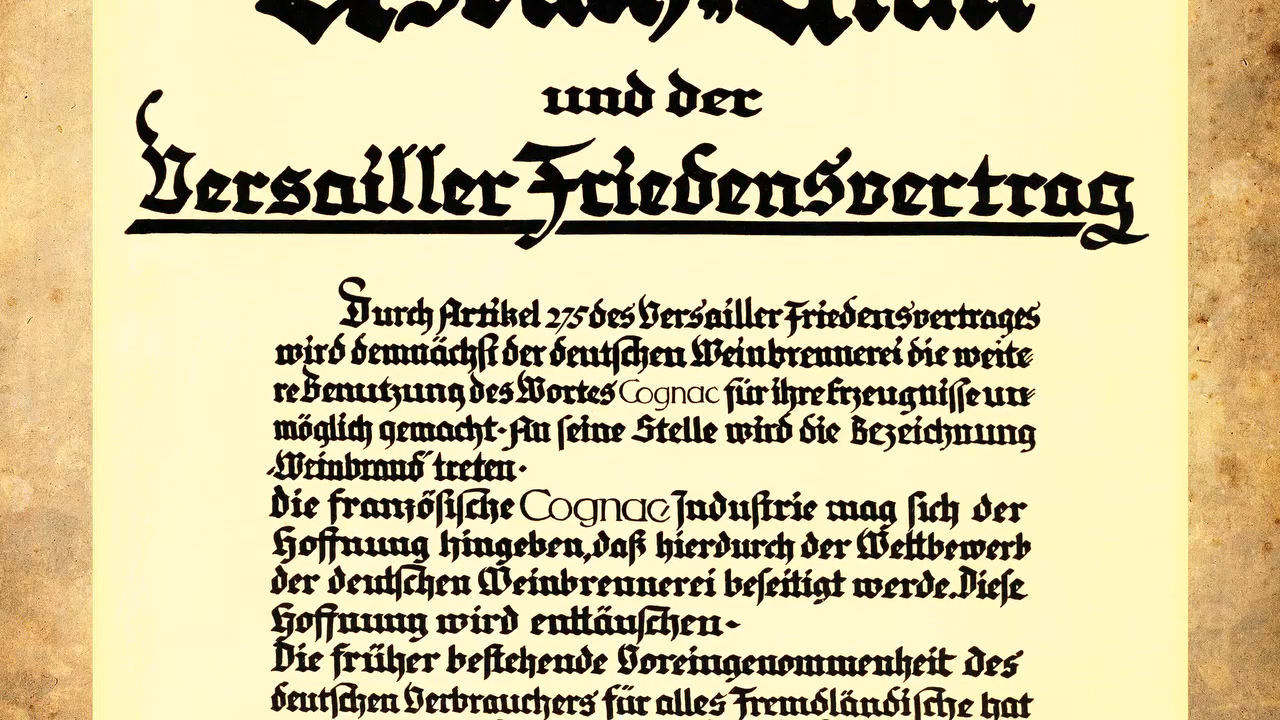 Asbach „Uralt
und der
Versailler Friedensvertrag
Durch Artikel 275 des Versailler Friedensvertrages
wird demnächst der deutschen Weinbrennerei die weite-
re Benutzung des Wortes Cognac für ihre Erzeugnisse un-
möglich gemacht· An seine Stelle wird die Bezeichnung
„Weinbrand“ treten·
Die französische Cognac Industrie mag sich der
Hoffnung hingeben, daß hierdurch der Wettbewerb
der deutschen Weinbrennerei beseitigt werde. Diese
Hoffnung wird enttäuschen·
Die früher bestehende Voreingenommenheit des
deutschen Verbrauchers für alles Fremdländische hat